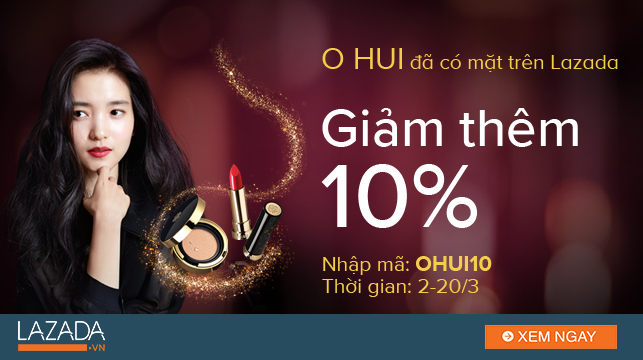 O HUI đã có mặt trên Lazada
Giảm thêm
10%
Nhập mã: OHUI10
Thời gian: 2-20/3
LAZADA
.VN
XEM NGAY